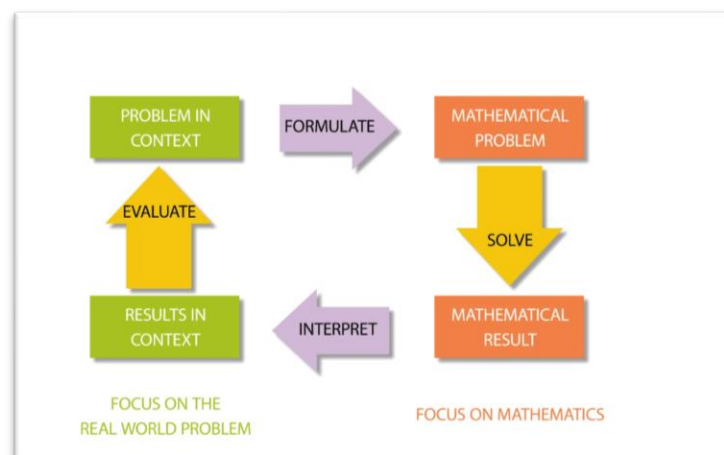 PROBLEM IN
CONTEXT
FORMULATE
MATHEMATICAL
PROBLEM
EVALUATE
SOLVE
RESULTS IN
CONTEXT
INTERPRET
MATHEMATICAL
RESULT
FOCUS ON THE
REAL WORLD PROBLEM
FOCUS ON MATHEMATICS